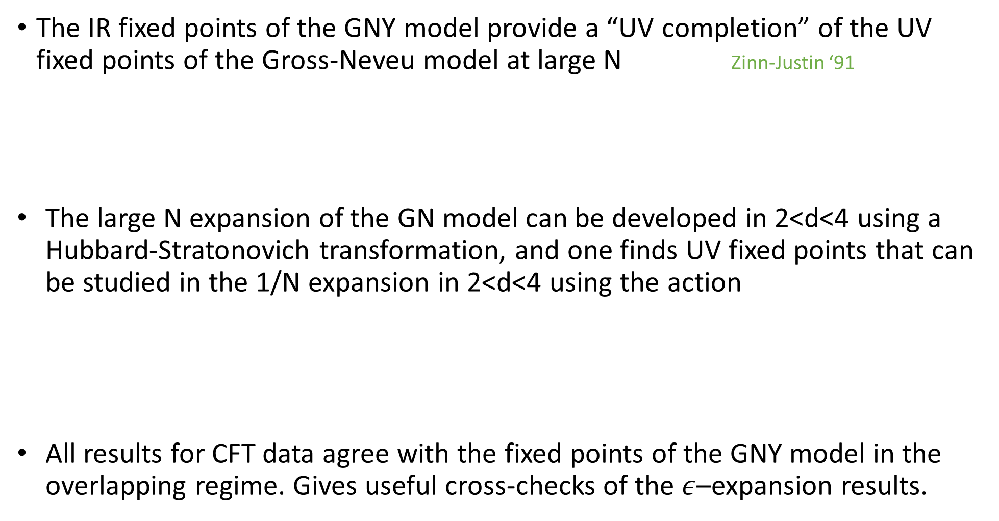 • The IR fixed points of the GNY model provide a “UV completion” of the UV
fixed points of the Gross-Neveu model at large N Zinn-Justin ‘91
• The large N expansion of the GN model can be developed in 2<d<4 using a
Hubbard-Stratonovich transformation, and one finds UV fixed points that can
be studied in the 1/N expansion in 2<d<4 using the action
• All results for CFT data agree with the fixed points of the GNY model in the
overlapping regime. Gives useful cross-checks of the ϵ–expansion results.